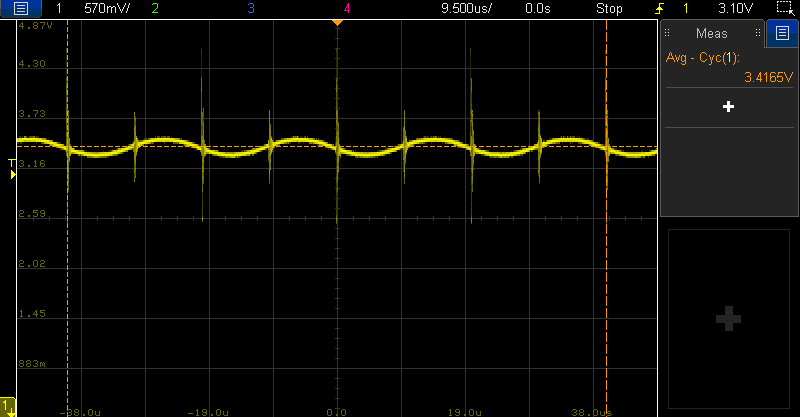 1 570mV/ 2 3 4 9.500us/ 0.0s Stop 1 3.10V
4.87V
Meas
Avg - Cyc(1):
4.30
3.4165V
3.73
T
3.16
2.59
2.02
1.45
883m
1
-38.0u -19.0u 0.0 19.0u 38.0us